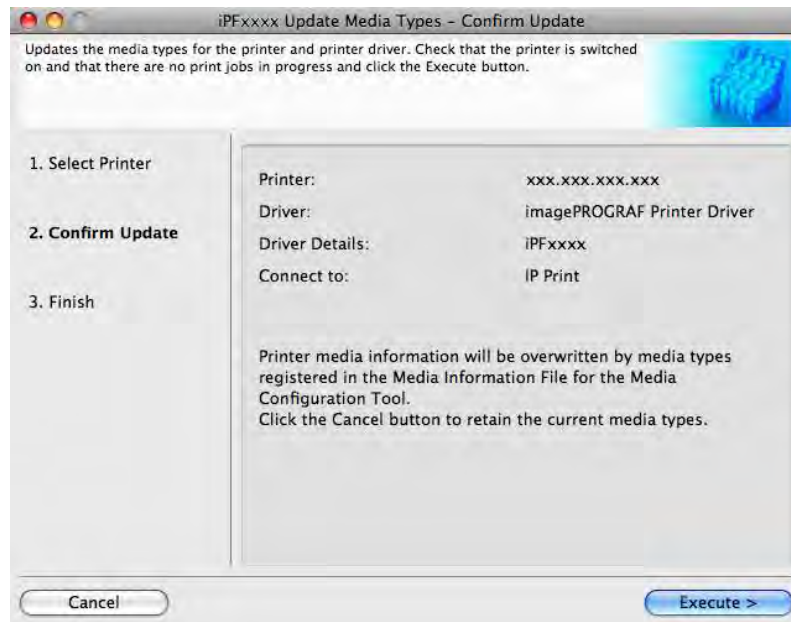 iPFxxxx Update Media Types – Confirm Update
Updates the media types for the printer and printer driver. Check that the printer is switched
on and that there are no print jobs in progress and click the Execute button.
1. Select Printer
2. Confirm Update
3. Finish
Printer: xxx.xxx.xxx.xxx
Driver: imagePROGRAF Printer Driver
Driver Details: iPFxxxx
Connect to: IP Print
Printer media information will be overwritten by media types
registered in the Media Information File for the Media
Configuration Tool.
Click the Cancel button to retain the current media types.
Cancel
Execute >